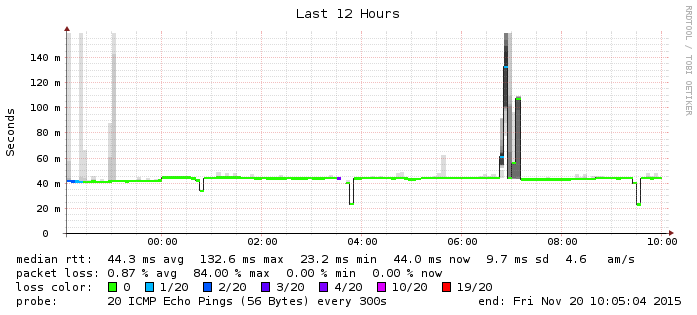 Last 12 Hours
RRDTOOL / TOBI OETIKER
Seconds
140 m
120 m
100 m
80 m
60 m
40 m
20 m
0
00:00 02:00 04:00 06:00 08:00 10:00
median rtt: 44.3 ms avg 132.6 ms max 23.2 ms min 44.0 ms now 9.7 ms sd 4.6 am/s
packet loss: 0.87 % avg 84.00 % max 0.00 % min 0.00 % now
loss color: 0 1/20 2/20 3/20 4/20 10/20 19/20
probe: 20 ICMP Echo Pings (56 Bytes) every 300s end: Fri Nov 20 10:05:04 2015